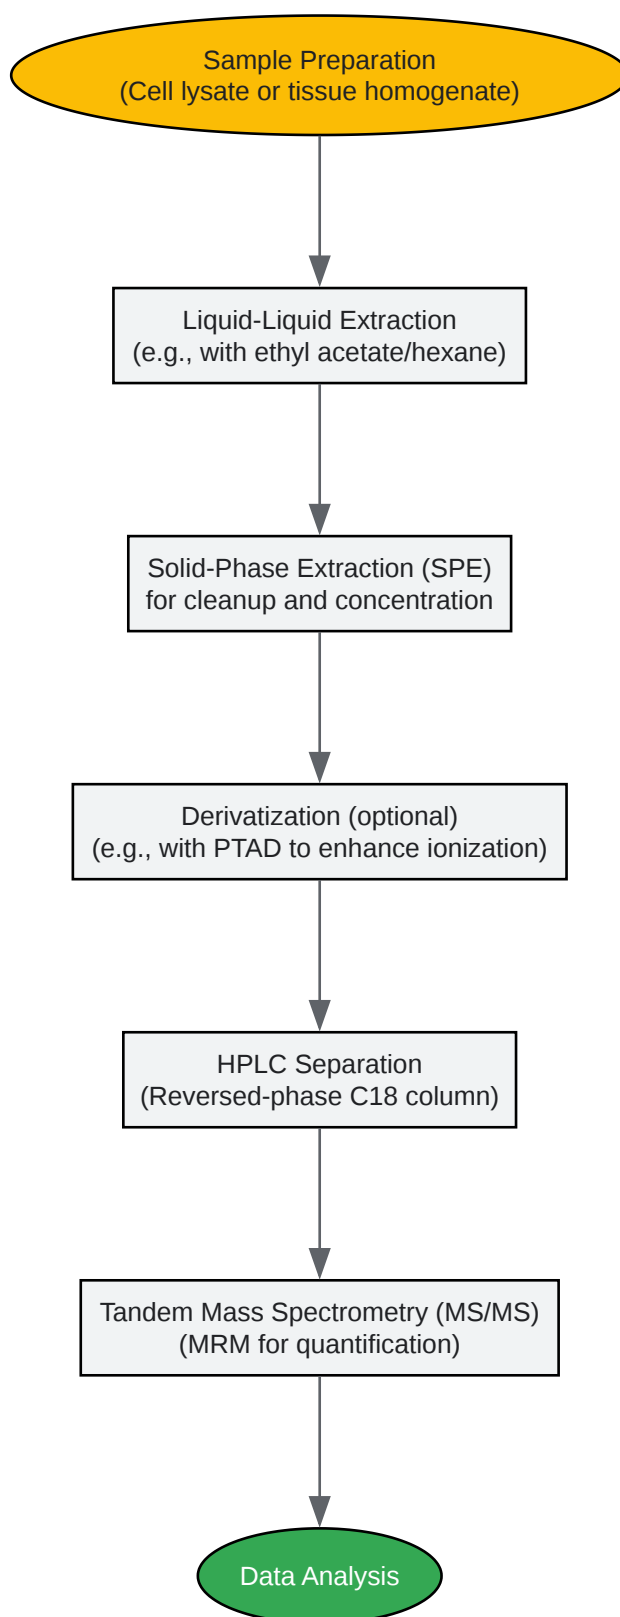 Sample Preparation
(Cell lysate or tissue homogenate)
Liquid-Liquid Extraction
(e.g., with ethyl acetate/hexane)
Solid-Phase Extraction (SPE)
for cleanup and concentration
Derivatization (optional)
(e.g., with PTAD to enhance ionization)
HPLC Separation
(Reversed-phase C18 column)
Tandem Mass Spectrometry (MS/MS)
(MRM for quantification)
Data Analysis